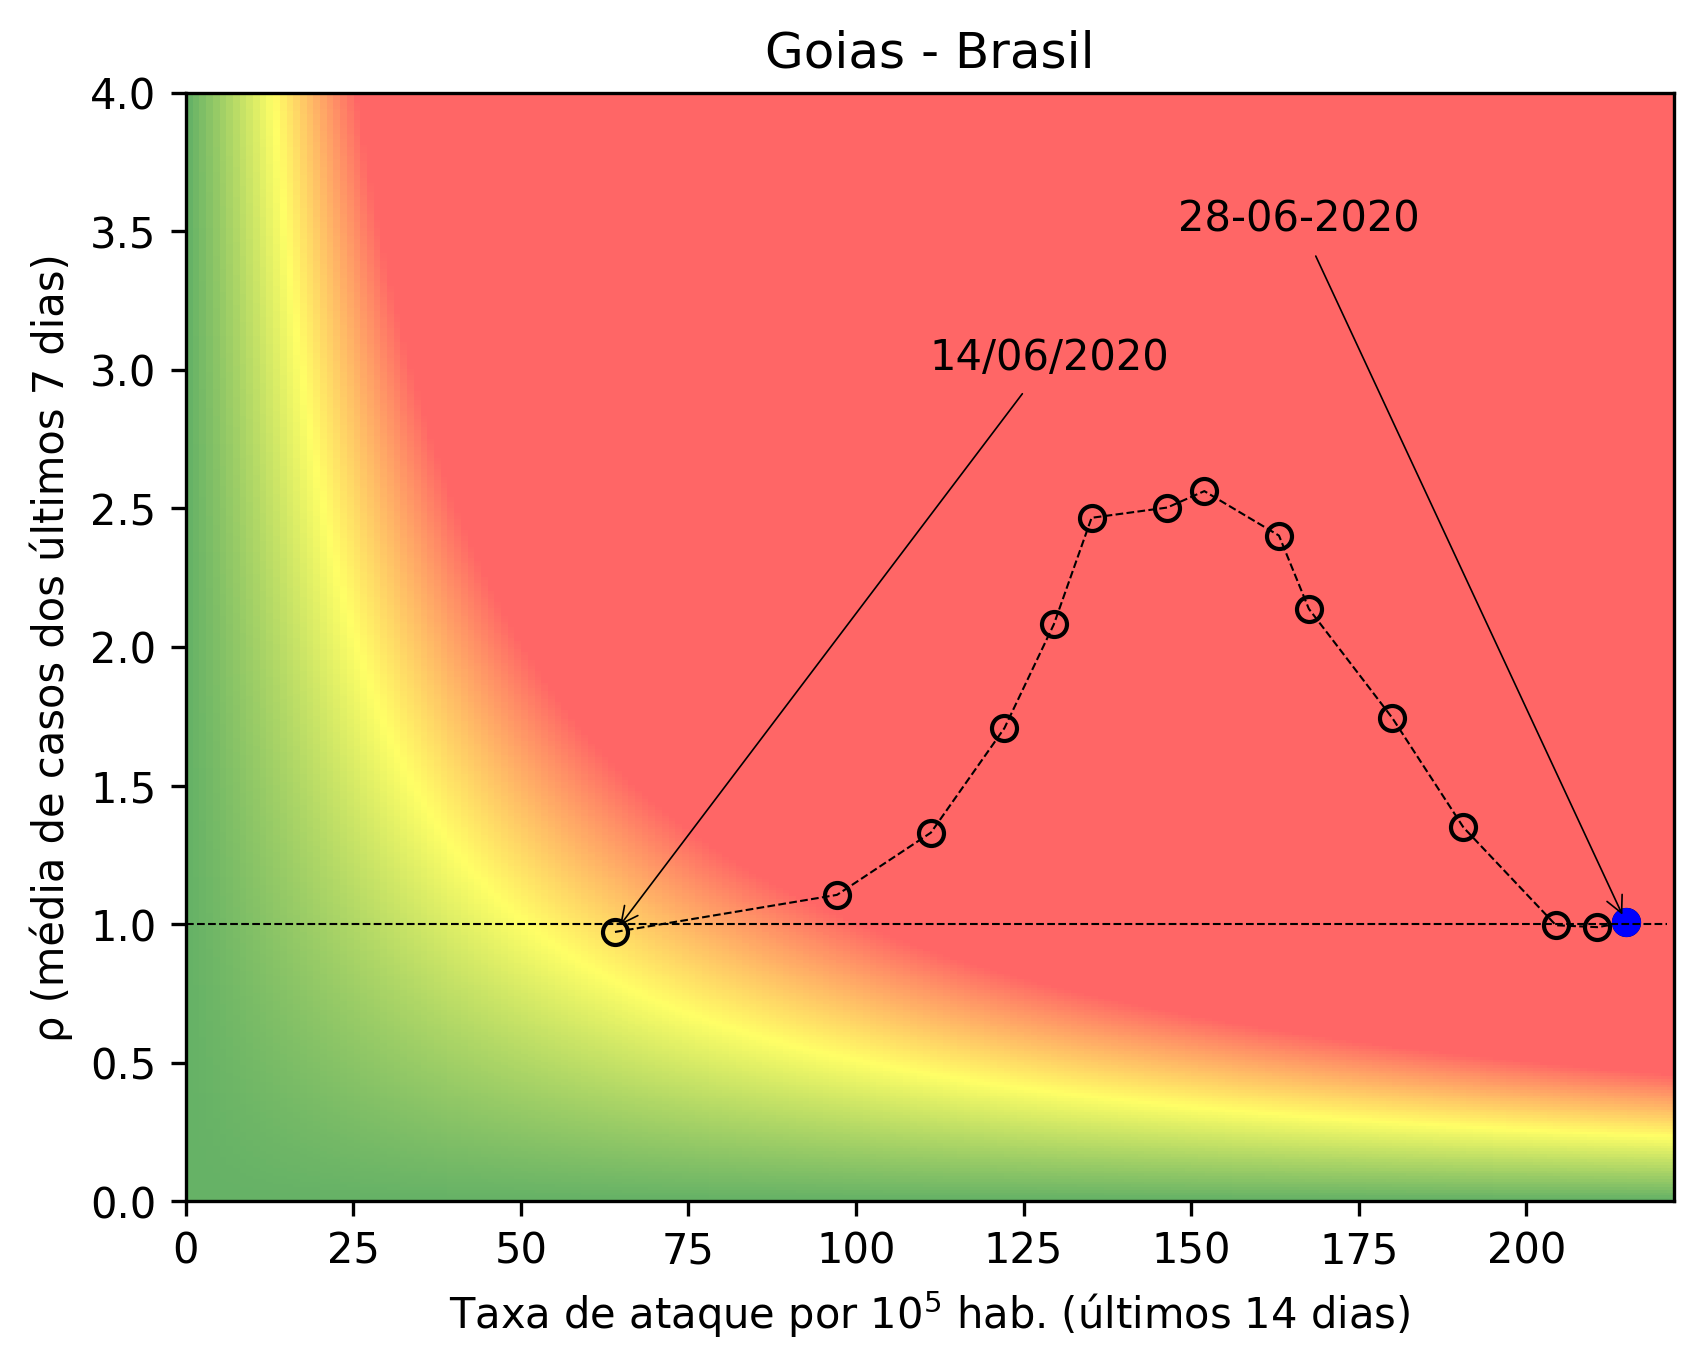 Goias - Brasil
4.0
3.5
3.0
2.5
2.0
1.5
1.0
0.5
0.0
ρ (média de casos dos últimos 7 dias)
28-06-2020
14/06/2020
0 25 50 75 100 125 150 175 200
Taxa de ataque por 10⁵ hab. (últimos 14 dias)